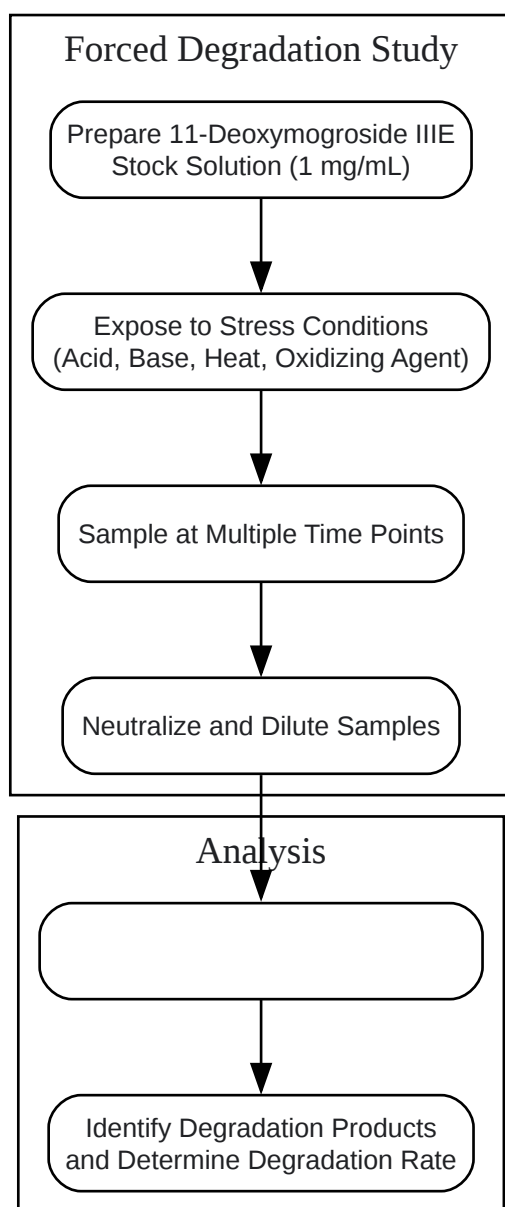 Forced Degradation Study
Prepare 11-Deoxymogroside IIIE
Stock Solution (1 mg/mL)
Expose to Stress Conditions
(Acid, Base, Heat, Oxidizing Agent)
Sample at Multiple Time Points
Neutralize and Dilute Samples
Analysis
Identify Degradation Products
and Determine Degradation Rate